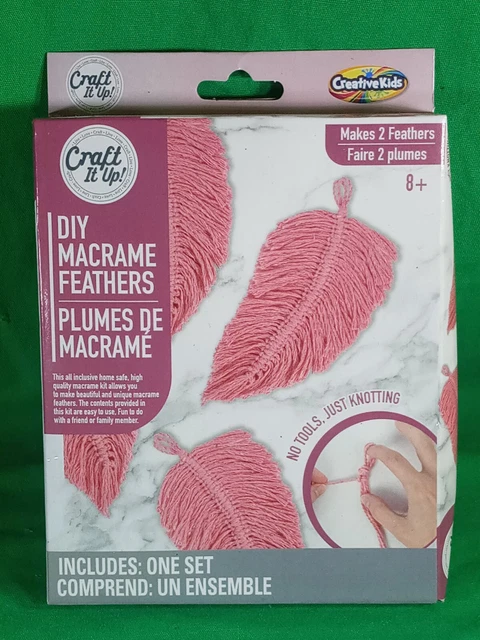 Craft
It Up!
CreativeKids
Craft
It Up!
Makes 2 Feathers
Faire 2 plumes
8+
DIY
MACRAME
FEATHERS
PLUMES DE
MACRAMÉ
This all inclusive home safe, high
quality macrame kit allows you
to make beautiful and unique macrame
feathers. The contents provided in
this kit are easy to use. Fun to do
with a friend or family member.
NO TOOLS, JUST KNOTTING
INCLUDES: ONE SET
COMPREND: UN ENSEMBLE